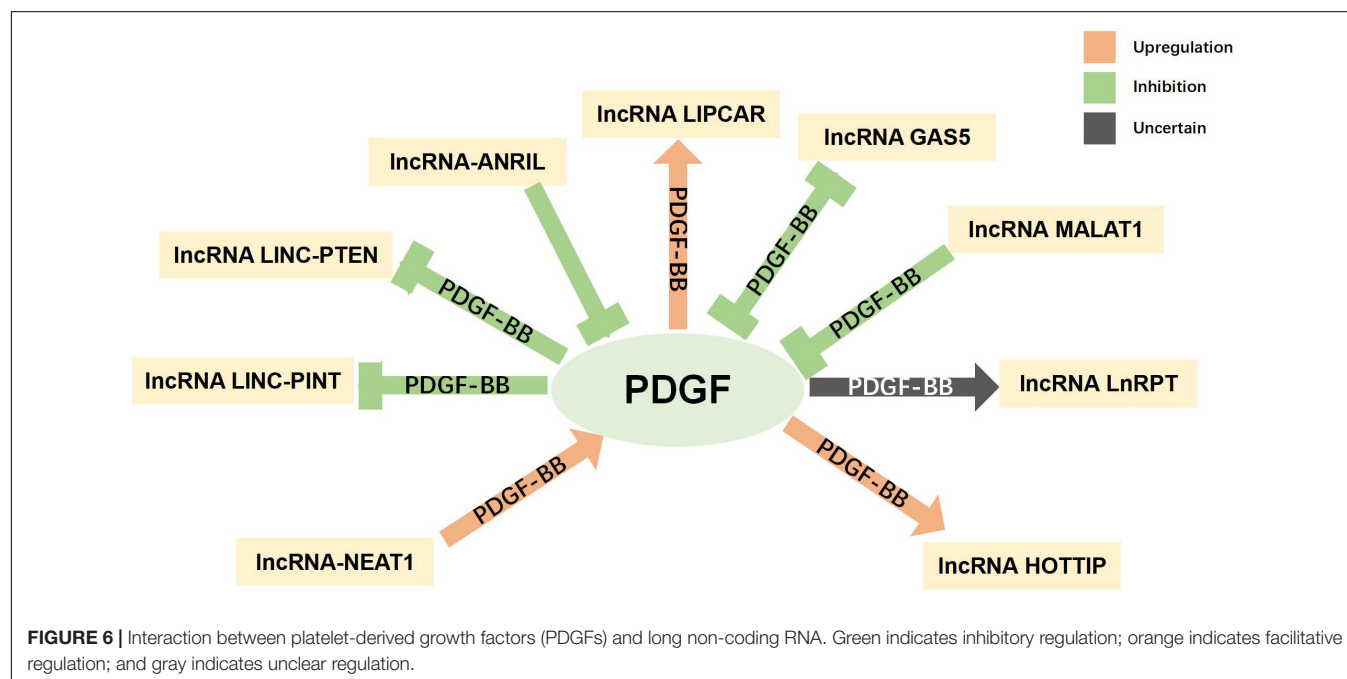 Upregulation
Inhibition
Uncertain
lncRNA LIPCAR
lncRNA GAS5
lncRNA-ANRIL
lncRNA MALAT1
lncRNA LINC-PTEN
PDGF-BB
PDGF-BB
PDGF-BB
PDGF-BB
lncRNA LINC-PINT
PDGF-BB
PDGF
PDGF-BB
lncRNA LnRPT
PDGF-BB
PDGF-BB
lncRNA-NEAT1
lncRNA HOTTIP
FIGURE 6 | Interaction between platelet-derived growth factors (PDGFs) and long non-coding RNA. Green indicates inhibitory regulation; orange indicates facilitative
regulation; and gray indicates unclear regulation.